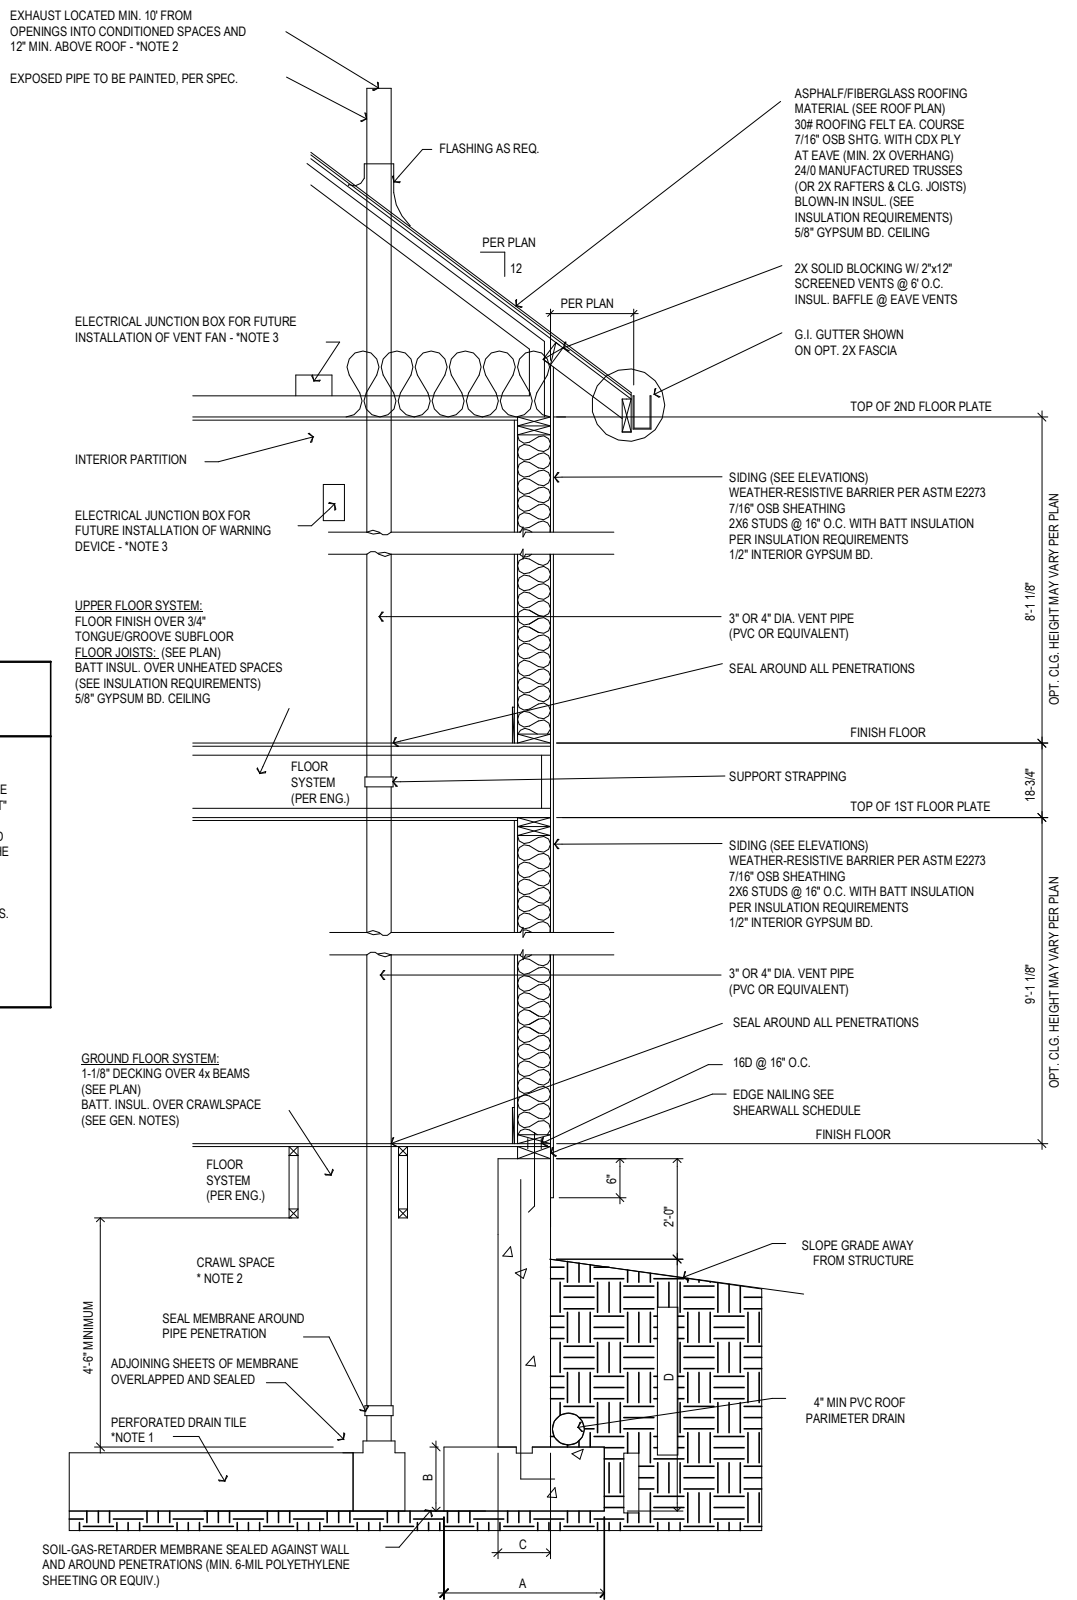 EXHAUST LOCATED MIN. 10' FROM
OPENINGS INTO CONDITIONED SPACES AND
12" MIN. ABOVE ROOF - *NOTE 2
EXPOSED PIPE TO BE PAINTED, PER SPEC.
FLASHING AS REQ.
ASPHALF/FIBERGLASS ROOFING
MATERIAL (SEE ROOF PLAN)
30# ROOFING FELT EA. COURSE
7/16" OSB SHTG. WITH CDX PLY
AT EAVE (MIN. 2X OVERHANG)
24/0 MANUFACTURED TRUSSES
(OR 2X RAFTERS & CLG. JOISTS)
BLOWN-IN INSUL. (SEE
INSULATION REQUIREMENTS)
5/8" GYPSUM BD. CEILING
PER PLAN
12
2X SOLID BLOCKING W/ 2"x12"
SCREENED VENTS @ 6' O.C.
INSUL. BAFFLE @ EAVE VENTS
PER PLAN
G.I. GUTTER SHOWN
ON OPT. 2X FASCIA
ELECTRICAL JUNCTION BOX FOR FUTURE
INSTALLATION OF VENT FAN - *NOTE 3
TOP OF 2ND FLOOR PLATE
INTERIOR PARTITION
SIDING (SEE ELEVATIONS)
WEATHER-RESISTIVE BARRIER PER ASTM E2273
7/16" OSB SHEATHING
2X6 STUDS @ 16" O.C. WITH BATT INSULATION
PER INSULATION REQUIREMENTS
1/2" INTERIOR GYPSUM BD.
ELECTRICAL JUNCTION BOX FOR
FUTURE INSTALLATION OF WARNING
DEVICE - *NOTE 3
8'-1 1/8"
OPT. CLG. HEIGHT MAY VARY PER PLAN
UPPER FLOOR SYSTEM:
FLOOR FINISH OVER 3/4"
TONGUE/GROOVE SUBFLOOR
FLOOR JOISTS: (SEE PLAN)
BATT INSUL. OVER UNHEATED SPACES
(SEE INSULATION REQUIREMENTS)
5/8" GYPSUM BD. CEILING
3" OR 4" DIA. VENT PIPE
(PVC OR EQUIVALENT)
SEAL AROUND ALL PENETRATIONS
FINISH FLOOR
FLOOR
SYSTEM
(PER ENG.)
SUPPORT STRAPPING
18-3/4"
TOP OF 1ST FLOOR PLATE
E
T"
D
HE
S.
SIDING (SEE ELEVATIONS)
WEATHER-RESISTIVE BARRIER PER ASTM E2273
7/16" OSB SHEATHING
2X6 STUDS @ 16" O.C. WITH BATT INSULATION
PER INSULATION REQUIREMENTS
1/2" INTERIOR GYPSUM BD.
9'-1 1/8"
OPT. CLG. HEIGHT MAY VARY PER PLAN
3" OR 4" DIA. VENT PIPE
(PVC OR EQUIVALENT)
SEAL AROUND ALL PENETRATIONS
16D @ 16" O.C.
EDGE NAILING SEE
SHEARWALL SCHEDULE
FINISH FLOOR
GROUND FLOOR SYSTEM:
1-1/8" DECKING OVER 4x BEAMS
(SEE PLAN)
BATT. INSUL. OVER CRAWLSPACE
(SEE GEN. NOTES)
FLOOR
SYSTEM
(PER ENG.)
6"
2'-0"
SLOPE GRADE AWAY
FROM STRUCTURE
CRAWL SPACE
* NOTE 2
4'-6" MINIMUM
SEAL MEMBRANE AROUND
PIPE PENETRATION
ADJOINING SHEETS OF MEMBRANE
OVERLAPPED AND SEALED
PERFORATED DRAIN TILE
*NOTE 1
D
4" MIN PVC ROOF
PARIMETER DRAIN
B
C
A
SOIL-GAS-RETARDER MEMBRANE SEALED AGAINST WALL
AND AROUND PENETRATIONS (MIN. 6-MIL POLYETHYLENE
SHEETING OR EQUIV.)